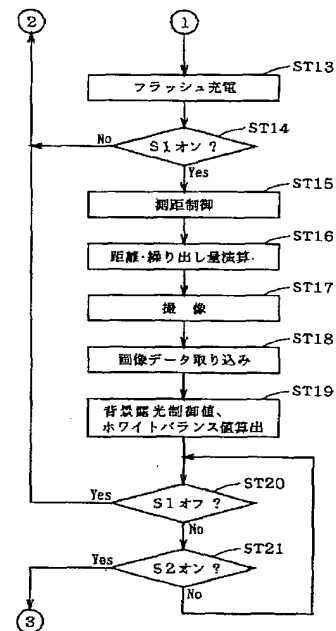 ②
①
ST13
フラッシュ充電
ST14
No
S1オン？
Yes
ST15
測距制御
ST16
距離・繰り出し量演算
ST17
撮 像
ST18
画像データ取り込み
ST19
背景露光制御値、
ホワイトバランス値算出
ST20
Yes
S1オフ？
No
ST21
Yes
S2オン？
No
③